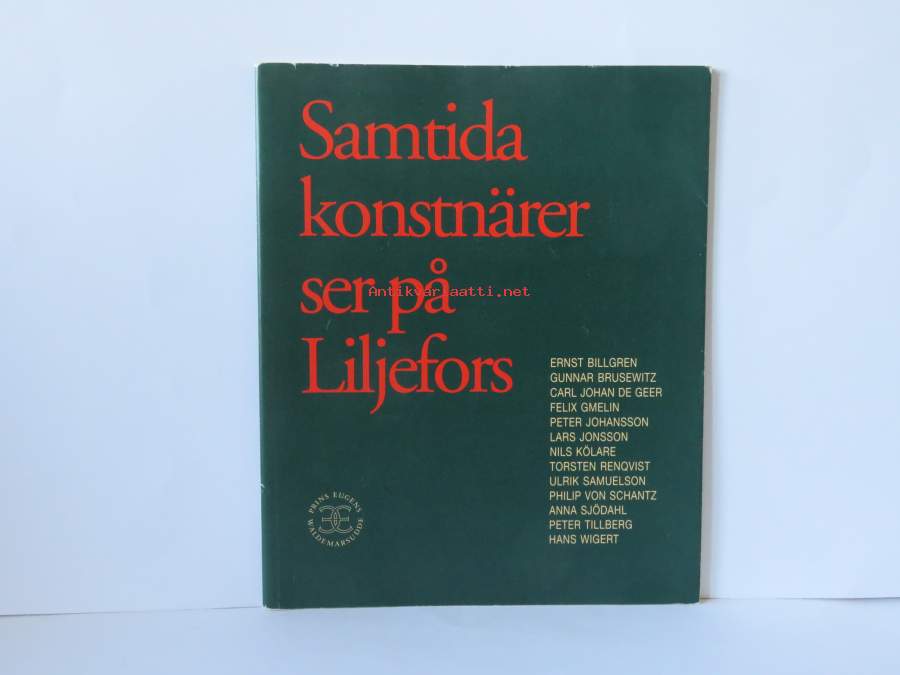 Samtida
konstnärer
ser på
Antikvariaatti.net
Liljefors
ERNST BILLGREN
GUNNAR BRUSEWITZ
CARL JOHAN DE GEER
FELIX GMELIN
PETER JOHANSSON
LARS JONSSON
NILS KÖLARE
TORSTEN RENQVIST
ULRIK SAMUELSON
PHILIP VON SCHANTZ
ANNA SJÖDAHL
PETER TILLBERG
HANS WIGERT
PRINS EUGENS
WALDEMARSUDDE